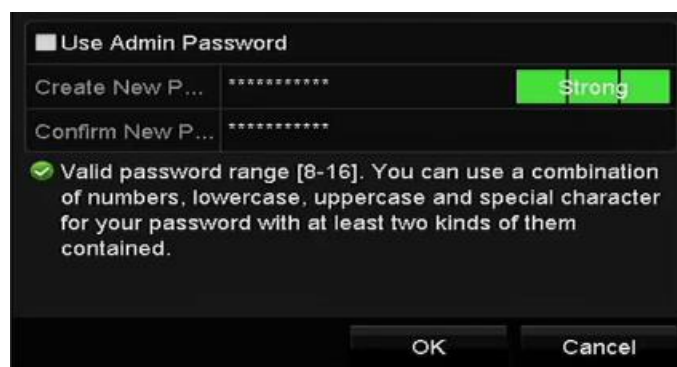 Use Admin Password
Create New P... *********** Strong
Confirm New P... ***********
Valid password range [8-16]. You can use a combination
of numbers, lowercase, uppercase and special character
for your password with at least two kinds of them
contained.
OK Cancel